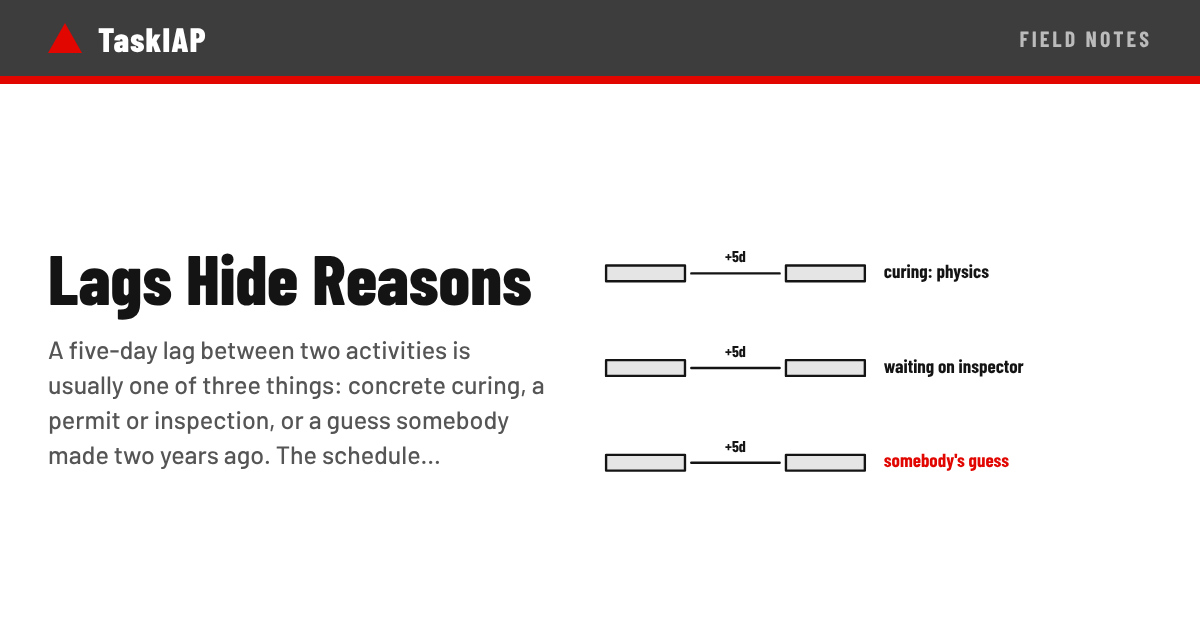 TaskIAP
FIELD NOTES
Lags Hide Reasons
A five-day lag between two activities is
usually one of three things: concrete curing, a
permit or inspection, or a guess somebody
made two years ago. The schedule...
+5d
curing: physics
+5d
waiting on inspector
+5d
somebody's guess